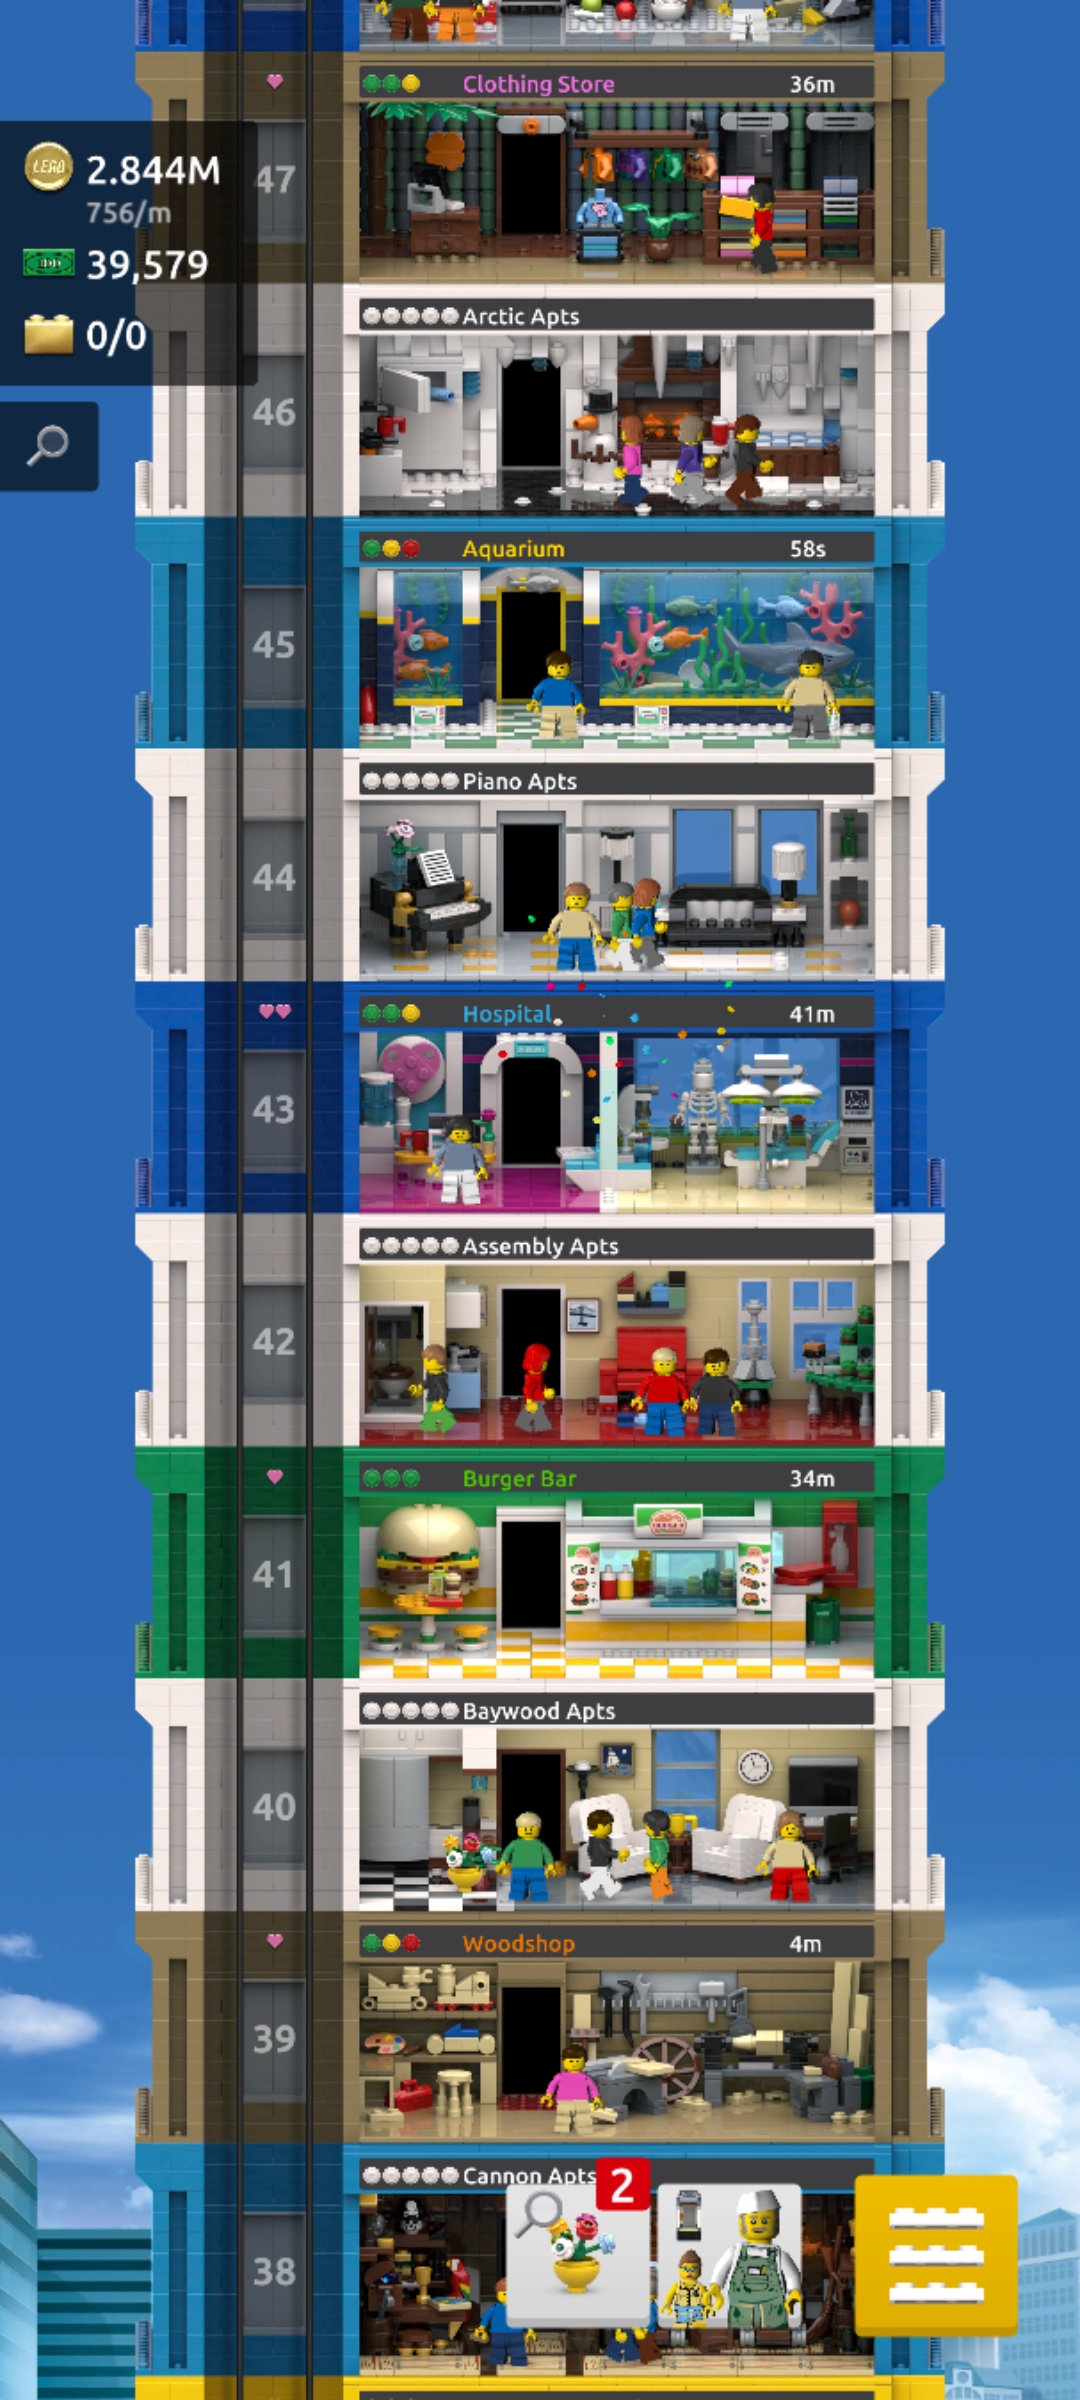 Clothing Store 36m
47
LEGO 2.844M
756/m
39,579
0/0
Arctic Apts
46
Aquarium 58s
45
Piano Apts
44
Hospital 41m
43
Assembly Apts
42
Burger Bar 34m
41
Baywood Apts
40
Woodshop 4m
39
Cannon Apts
2
38